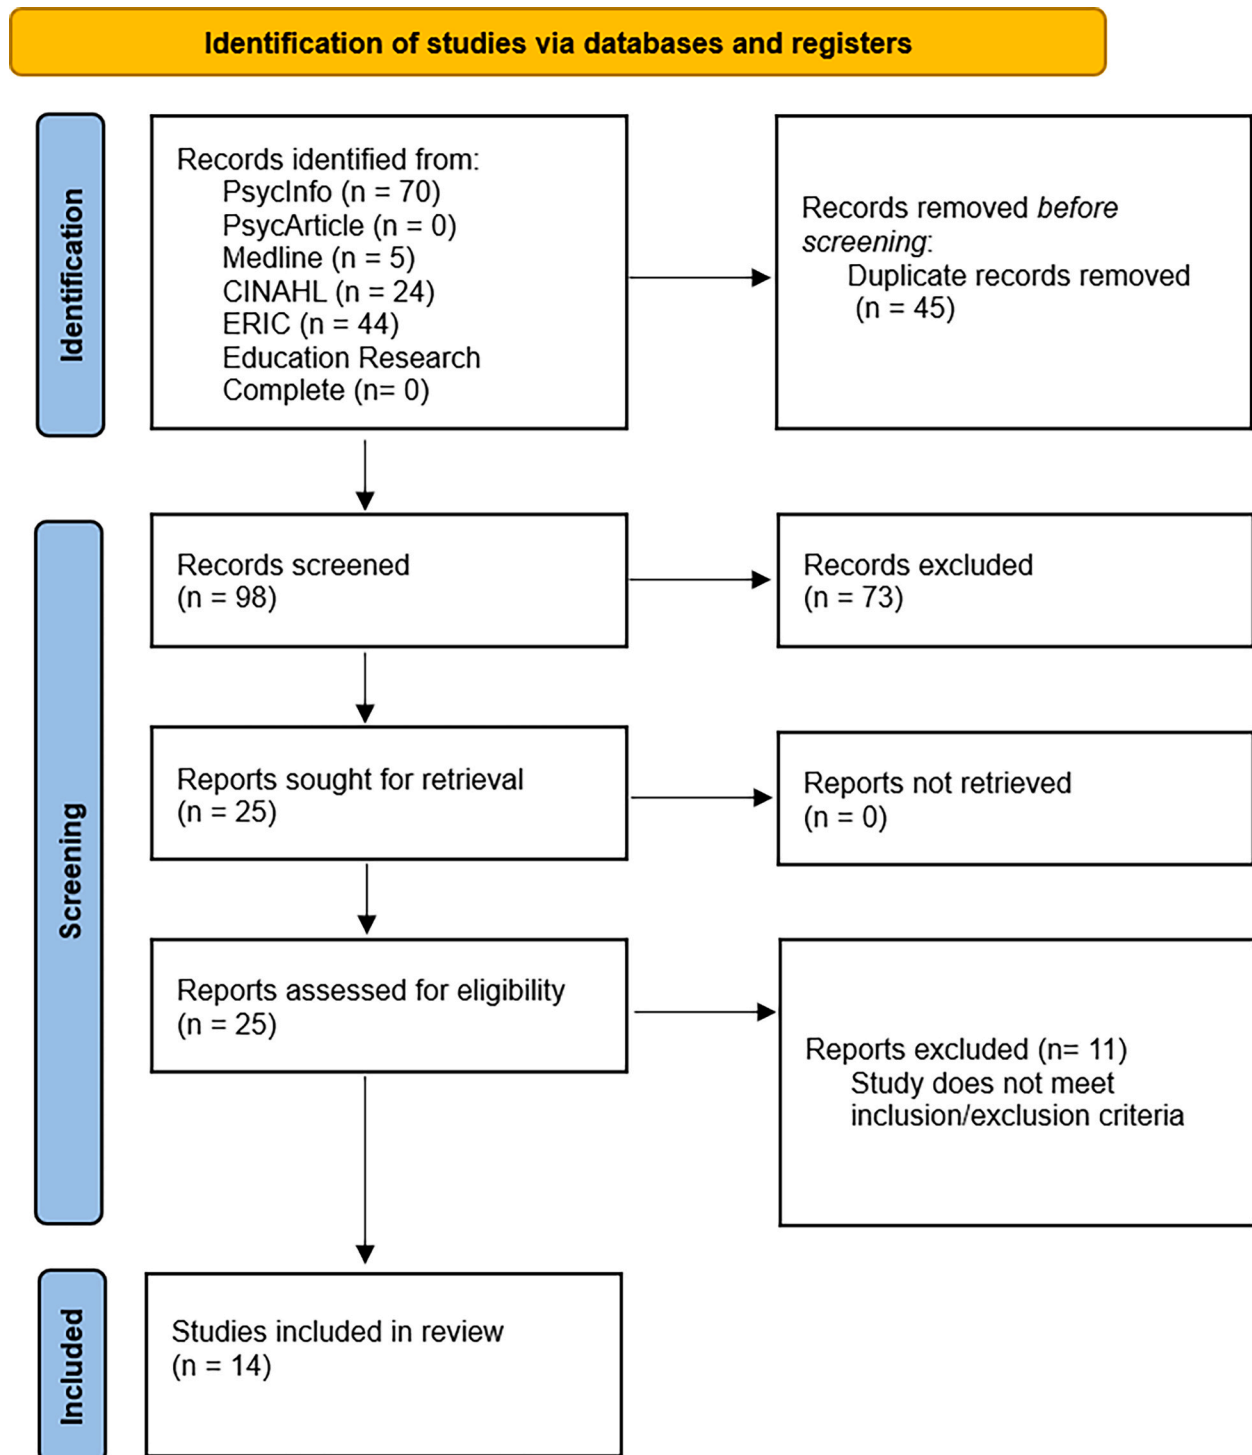 Identification of studies via databases and registers
Identification
Records identified from:
PsycInfo (n = 70)
PsycArticle (n = 0)
Medline (n = 5)
CINAHL (n = 24)
ERIC (n = 44)
Education Research
Complete (n= 0)
Records removed before
screening:
Duplicate records removed
(n = 45)
Screening
Records screened
(n = 98)
Records excluded
(n = 73)
Reports sought for retrieval
(n = 25)
Reports not retrieved
(n = 0)
Reports assessed for eligibility
(n = 25)
Reports excluded (n= 11)
Study does not meet
inclusion/exclusion criteria
Included
Studies included in review
(n = 14)